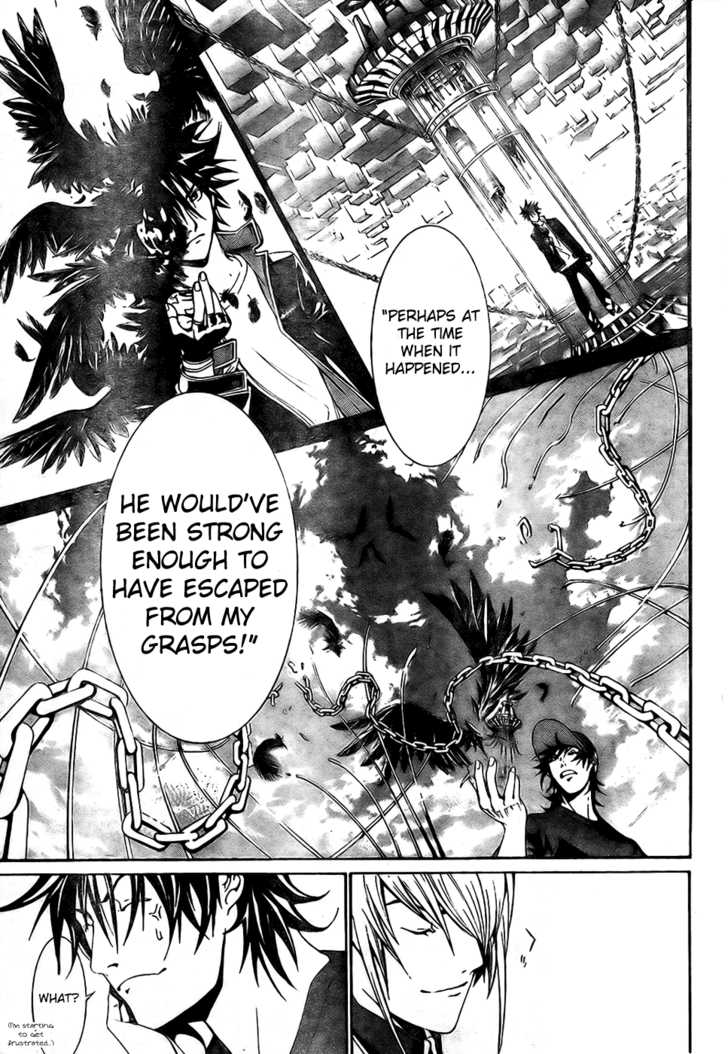 "PERHAPS AT
THE TIME
WHEN IT
HAPPENED...
HE WOULD'VE
BEEN STRONG
ENOUGH TO
HAVE ESCAPED
FROM MY
GRASPS!"
WHAT?
(I'm starting
to get
frustrated.)